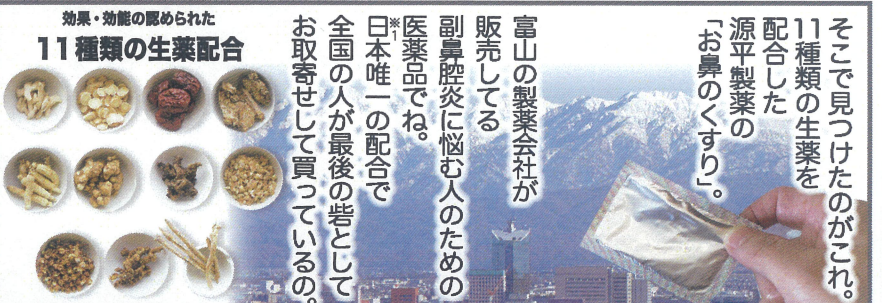 効果・効能の認められた
11種類の生薬配合
そこで見つけたのがこれ。
11種類の生薬を
配合した
源平製薬の
「お鼻のくすり」。
富山の製薬会社が
販売してる
副鼻腔炎に悩む人のための
医薬品でね。
※1
日本唯一の配合で
全国の人が最後の砦として
お取寄せして買っているの。